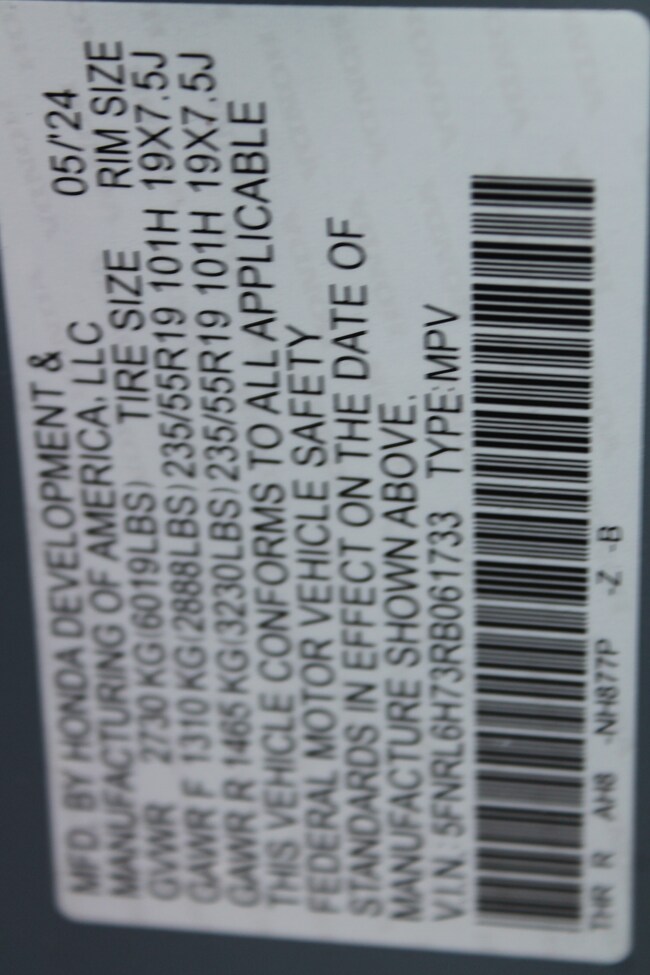 MFD. BY HONDA DEVELOPMENT & 05/'24
MANUFACTURING OF AMERICA, LLC
TIRE SIZE RIM SIZE
GVWR 2730 KG(6019LBS)
GAWR F 1310 KG(2888LBS) 235/55R19 101H 19X7.5J
GAWR R 1465 KG(3230LBS) 235/55R19 101H 19X7.5J
THIS VEHICLE CONFORMS TO ALL APPLICABLE
FEDERAL MOTOR VEHICLE SAFETY
STANDARDS IN EFFECT ON THE DATE OF
MANUFACTURE SHOWN ABOVE.
V.I.N.: 5FNRL6H73RB061733 TYPE: MPV
THR R AH8 -NH877P -Z -B